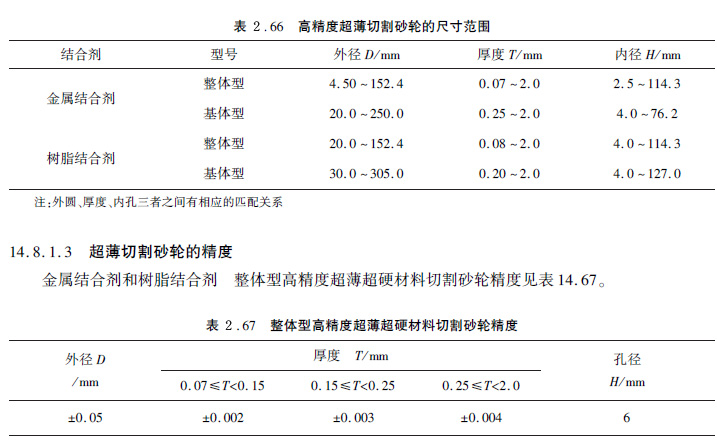 表 2.66 高精度超薄切割砂轮的尺寸范围
结合剂 型号 外径 D/mm 厚度 T/mm 内径 H/mm
金属结合剂 整体型 4.50~152.4 0.07~2.0 2.5~114.3
基体型 20.0~250.0 0.25~2.0 4.0~76.2
树脂结合剂 整体型 20.0~152.4 0.08~2.0 4.0~114.3
基体型 30.0~305.0 0.20~2.0 4.0~127.0
注;外圆、厚度、内孔三者之间有相应的匹配关系
14.8.1.3 超薄切割砂轮的精度
金属结合剂和树脂结合剂 整体型高精度超薄超硬材料切割砂轮精度见表 14.67。
表 2.67 整体型高精度超薄超硬材料切割砂轮精度
外径 D
/mm
厚度 T/mm
孔径
H/mm
0.07≤T<0.15 0.15≤T<0.25 0.25≤T<2.0
±0.05 ±0.002 ±0.003 ±0.004 6